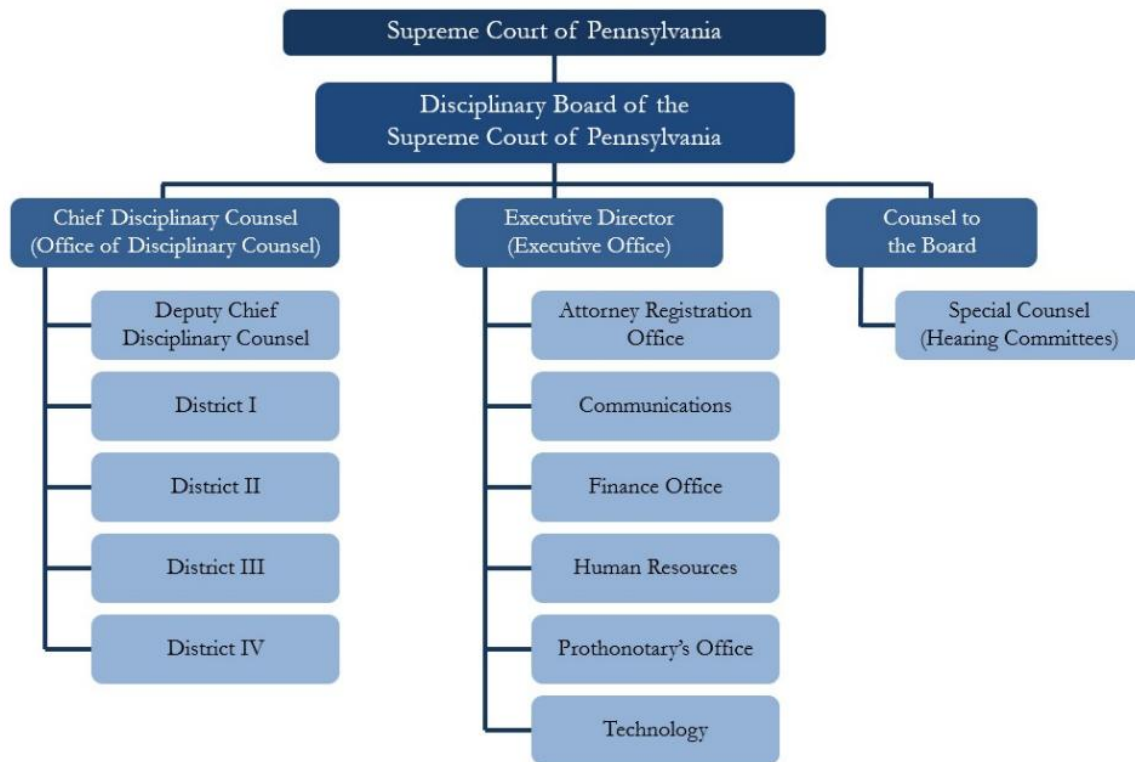 Supreme Court of Pennsylvania
Disciplinary Board of the
Supreme Court of Pennsylvania
Chief Disciplinary Counsel
(Office of Disciplinary Counsel)
Deputy Chief
Disciplinary Counsel
District I
District II
District III
District IV
Executive Director
(Executive Office)
Attorney Registration
Office
Communications
Finance Office
Human Resources
Prothonotary’s Office
Technology
Counsel to
the Board
Special Counsel
(Hearing Committees)